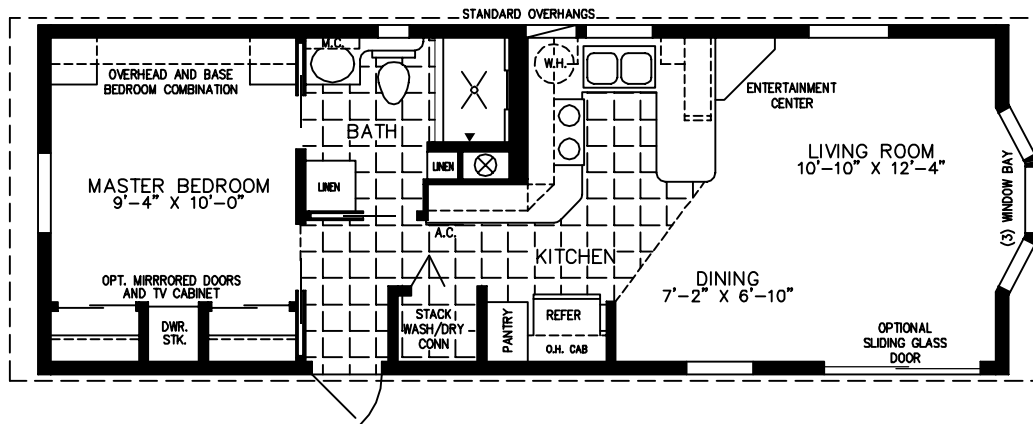 STANDARD OVERHANGS
M.C.
W.H.
OVERHEAD AND BASE
BEDROOM COMBINATION
ENTERTAINMENT
CENTER
BATH
LINEN
LIVING ROOM
10'-10" X 12'-4"
MASTER BEDROOM
9'-4" X 10'-0"
LINEN
(3) WINDOW BAY
A.C.
KITCHEN
DINING
7'-2" X 6'-10"
OPT. MIRRRORED DOORS
AND TV CABINET
DWR.
STK.
STACK
WASH/DRY
CONN
PANTRY
REFER
O.H. CAB
OPTIONAL
SLIDING GLASS
DOOR